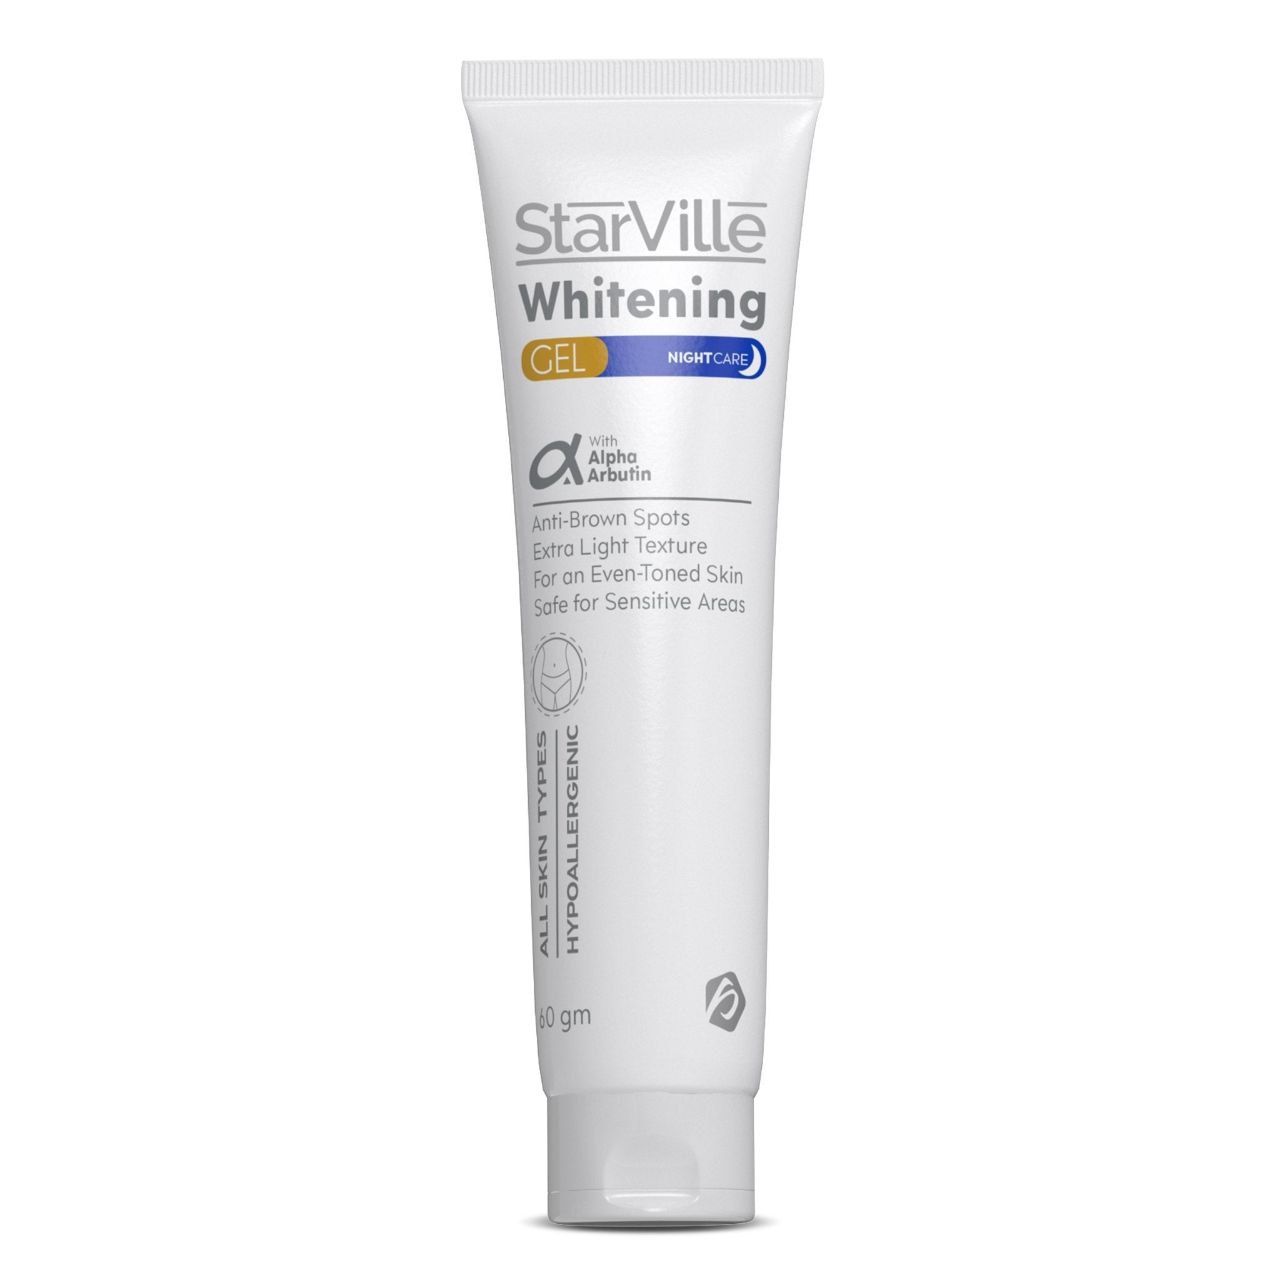 StarVille
Whitening
GEL NIGHTCARE
α With
Alpha
Arbutin
Anti-Brown Spots
Extra Light Texture
For an Even-Toned Skin
Safe for Sensitive Areas
ALL SKIN TYPES
HYPOALLERGENIC
60 gm